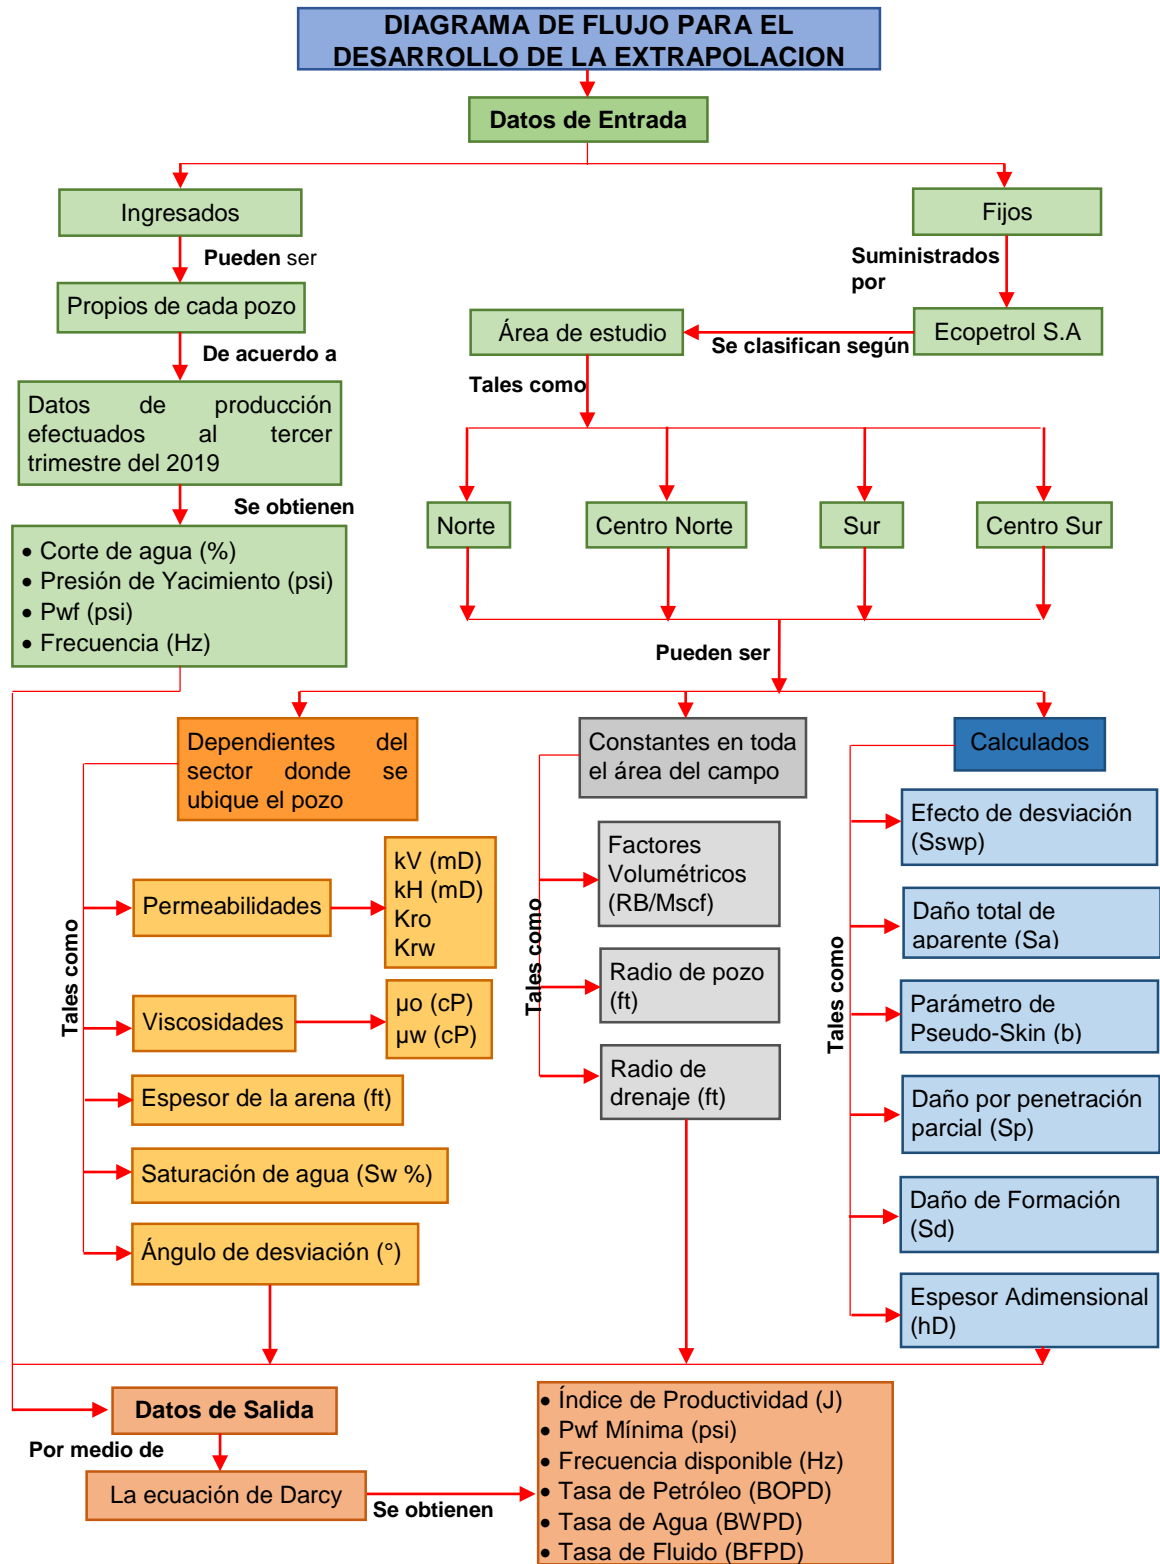 DIAGRAMA DE FLUJO PARA EL
DESARROLLO DE LA EXTRAPOLACION
Datos de Entrada
Ingresados
Fijos
Pueden ser
Suministrados
por
Propios de cada pozo
Área de estudio
Se clasifican según
Ecopetrol S.A
De acuerdo a
Tales como
Datos de producción
efectuados al tercer
trimestre del 2019
Se obtienen
Norte
Centro Norte
Sur
Centro Sur
• Corte de agua (%)
• Presión de Yacimiento (psi)
• Pwf (psi)
• Frecuencia (Hz)
Pueden ser
Dependientes del
sector donde se
ubique el pozo
Constantes en toda
el área del campo
Calculados
Tales como
Permeabilidades
kV (mD)
kH (mD)
Kro
Krw
Viscosidades
µo (cP)
µw (cP)
Espesor de la arena (ft)
Saturación de agua (Sw %)
Ángulo de desviación (°)
Tales como
Factores
Volumétricos
(RB/Mscf)
Radio de pozo
(ft)
Radio de
drenaje (ft)
Tales como
Efecto de desviación
(Sswp)
Daño total de
aparente (Sa)
Parámetro de
Pseudo-Skin (b)
Daño por penetración
parcial (Sp)
Daño de Formación
(Sd)
Espesor Adimensional
(hD)
Datos de Salida
Por medio de
La ecuación de Darcy
Se obtienen
• Índice de Productividad (J)
• Pwf Mínima (psi)
• Frecuencia disponible (Hz)
• Tasa de Petróleo (BOPD)
• Tasa de Agua (BWPD)
• Tasa de Fluido (BFPD)